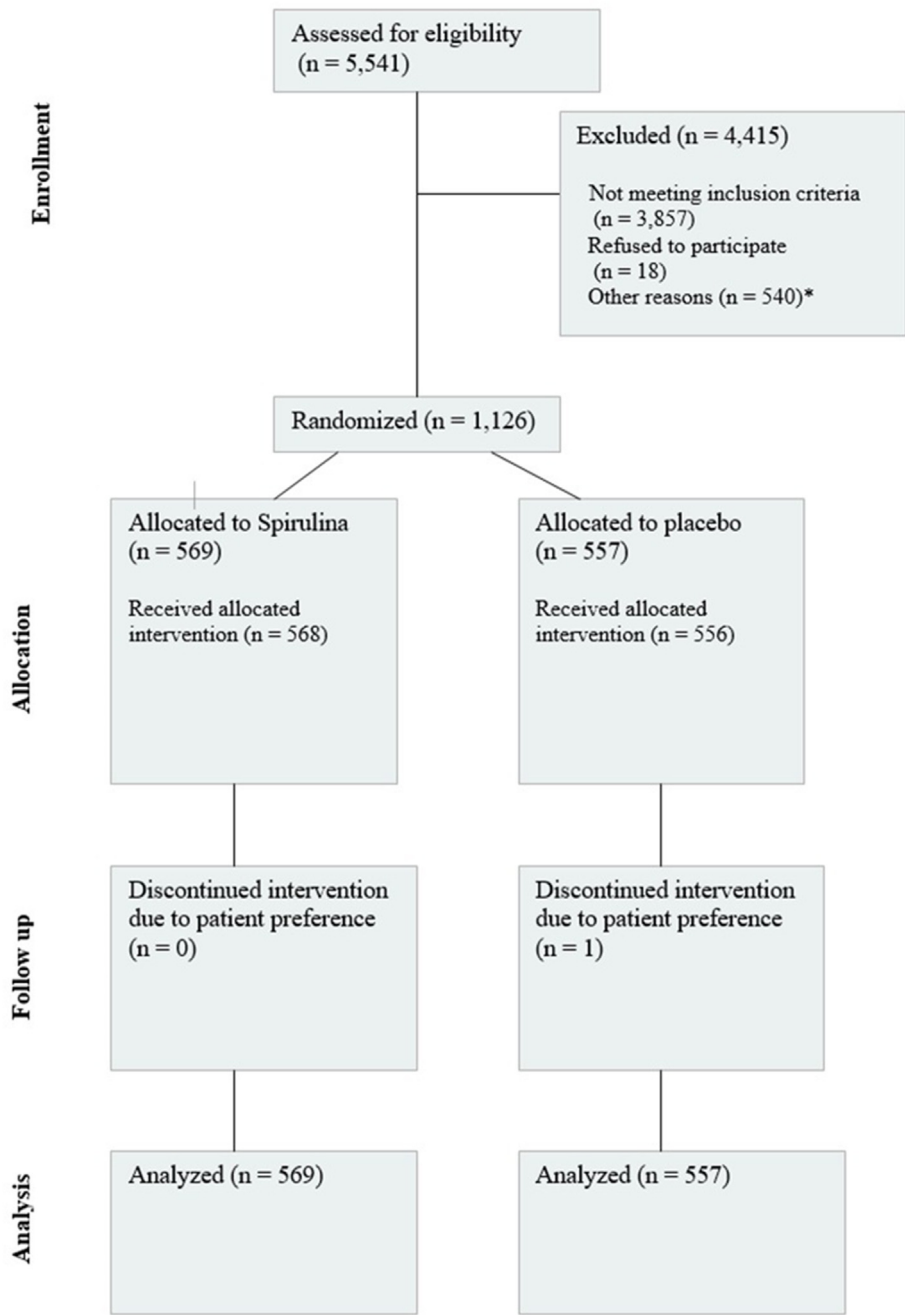 Enrollment
Assessed for eligibility
(n = 5,541)
Excluded (n = 4,415)
Not meeting inclusion criteria
(n = 3,857)
Refused to participate
(n = 18)
Other reasons (n = 540)*
Randomized (n = 1,126)
Allocation
Allocated to Spirulina
(n = 569)
Received allocated
intervention (n = 568)
Allocated to placebo
(n = 557)
Received allocated
intervention (n = 556)
Follow up
Discontinued intervention
due to patient preference
(n = 0)
Discontinued intervention
due to patient preference
(n = 1)
Analysis
Analyzed (n = 569)
Analyzed (n = 557)